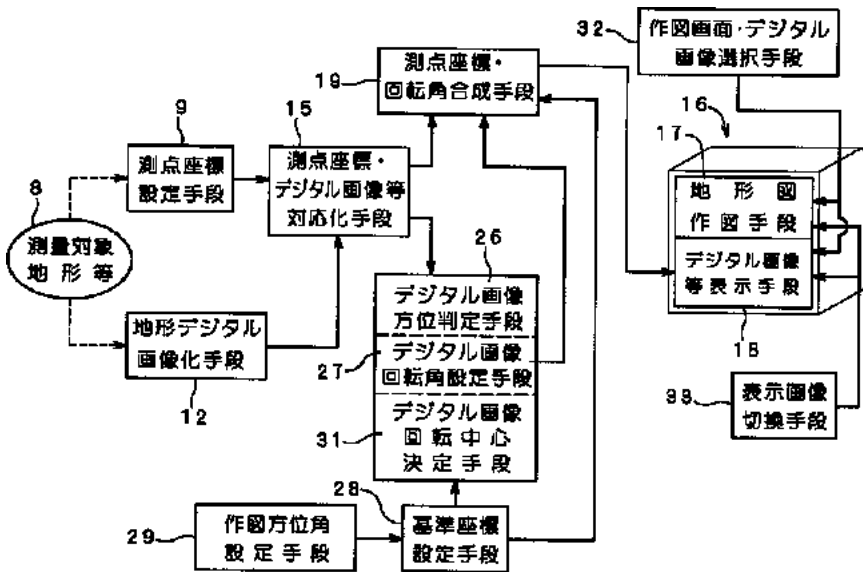 32
作図画面・デジタル
画像選択手段
19
測点座標・
回転角合成手段
16
17
地形図
作図手段
デジタル画像
等表示手段
18
9
測点座標
設定手段
15
測点座標・
デジタル画像等
対応化手段
8
測量対象
地形等
26
デジタル画像
方位判定手段
27
デジタル画像
回転角設定手段
31
デジタル画像
回転中心
決定手段
地形デジタル
画像化手段
12
33
表示画像
切換手段
28
基準座標
設定手段
29
作図方位角
設定手段